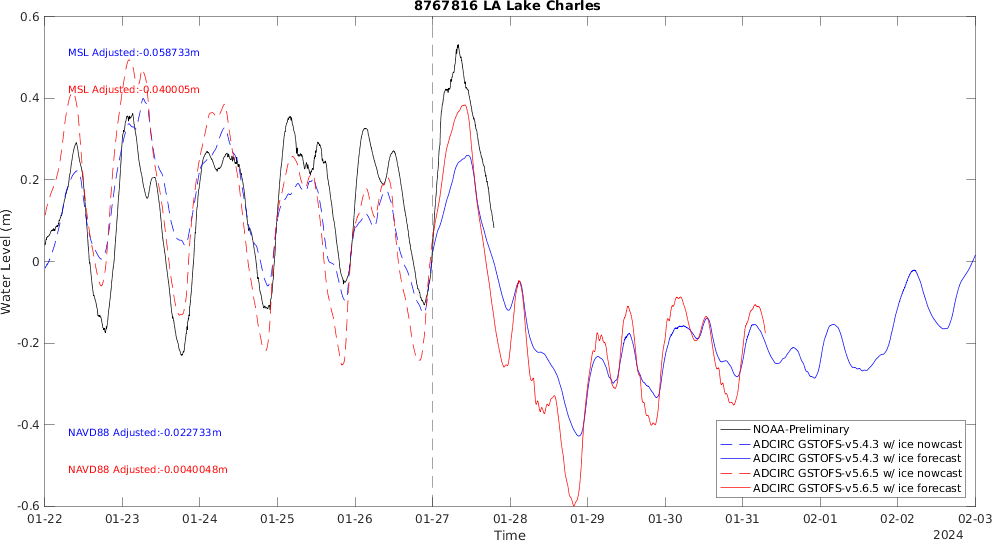 8767816 LA Lake Charles
0.6
MSL Adjusted:-0.058733m
MSL Adjusted:-0.040005m
0.4
0.2
0
Water Level (m)
-0.2
-0.4
NAVD88 Adjusted:-0.022733m
NAVD88 Adjusted:-0.0040048m
-0.6
NOAA-Preliminary
ADCIRC GSTOFS-v5.4.3 w/ ice nowcast
ADCIRC GSTOFS-v5.4.3 w/ ice forecast
ADCIRC GSTOFS-v5.6.5 w/ ice nowcast
ADCIRC GSTOFS-v5.6.5 w/ ice forecast
01-22 01-23 01-24 01-25 01-26 01-27 01-28 01-29 01-30 01-31 02-01 02-02 02-03
Time
2024